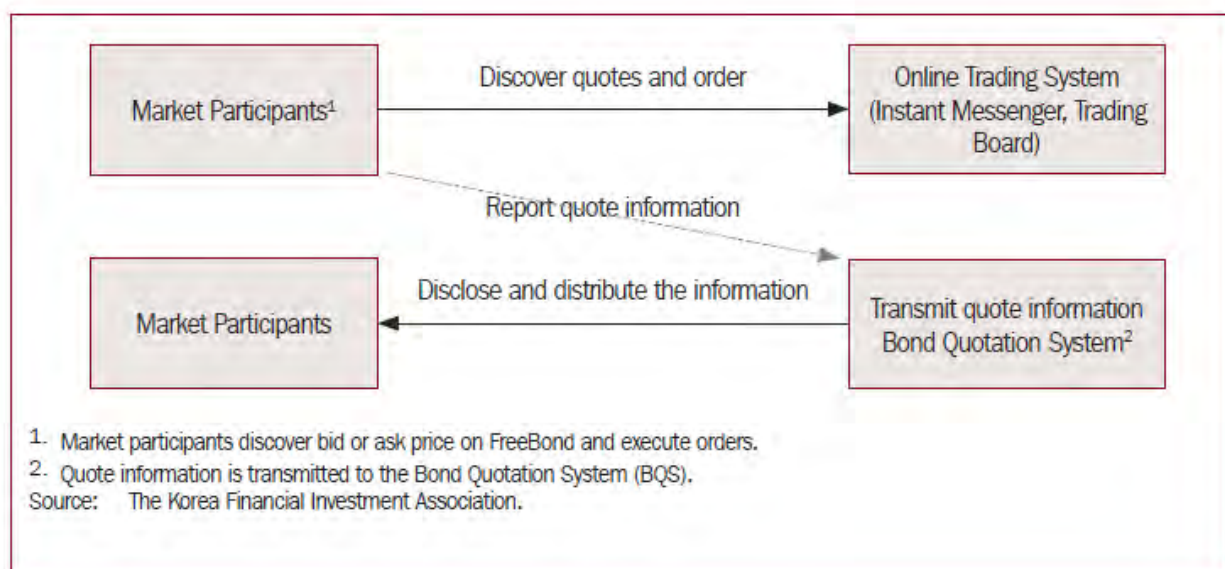 Market Participants¹
Discover quotes and order
Online Trading System
(Instant Messenger, Trading
Board)
Report quote information
Market Participants
Disclose and distribute the information
Transmit quote information
Bond Quotation System²
1. Market participants discover bid or ask price on FreeBond and execute orders.
2. Quote information is transmitted to the Bond Quotation System (BQS).
Source: The Korea Financial Investment Association.